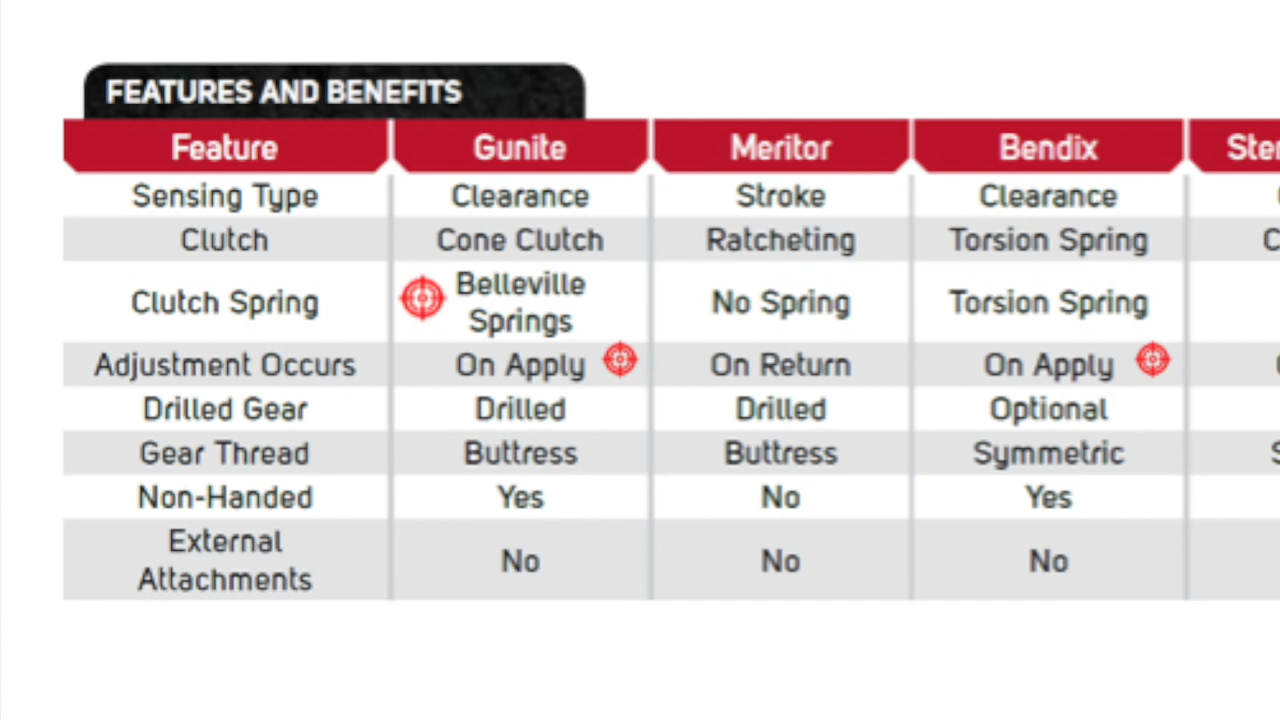 FEATURES AND BENEFITS
Feature Gunite Meritor Bendix
Sensing Type Clearance Stroke Clearance
Clutch Cone Clutch Ratcheting Torsion Spring
Clutch Spring Belleville Springs No Spring Torsion Spring
Adjustment Occurs On Apply On Return On Apply
Drilled Gear Drilled Drilled Optional
Gear Thread Buttress Buttress Symmetric
Non-Handed Yes No Yes
External Attachments No No No